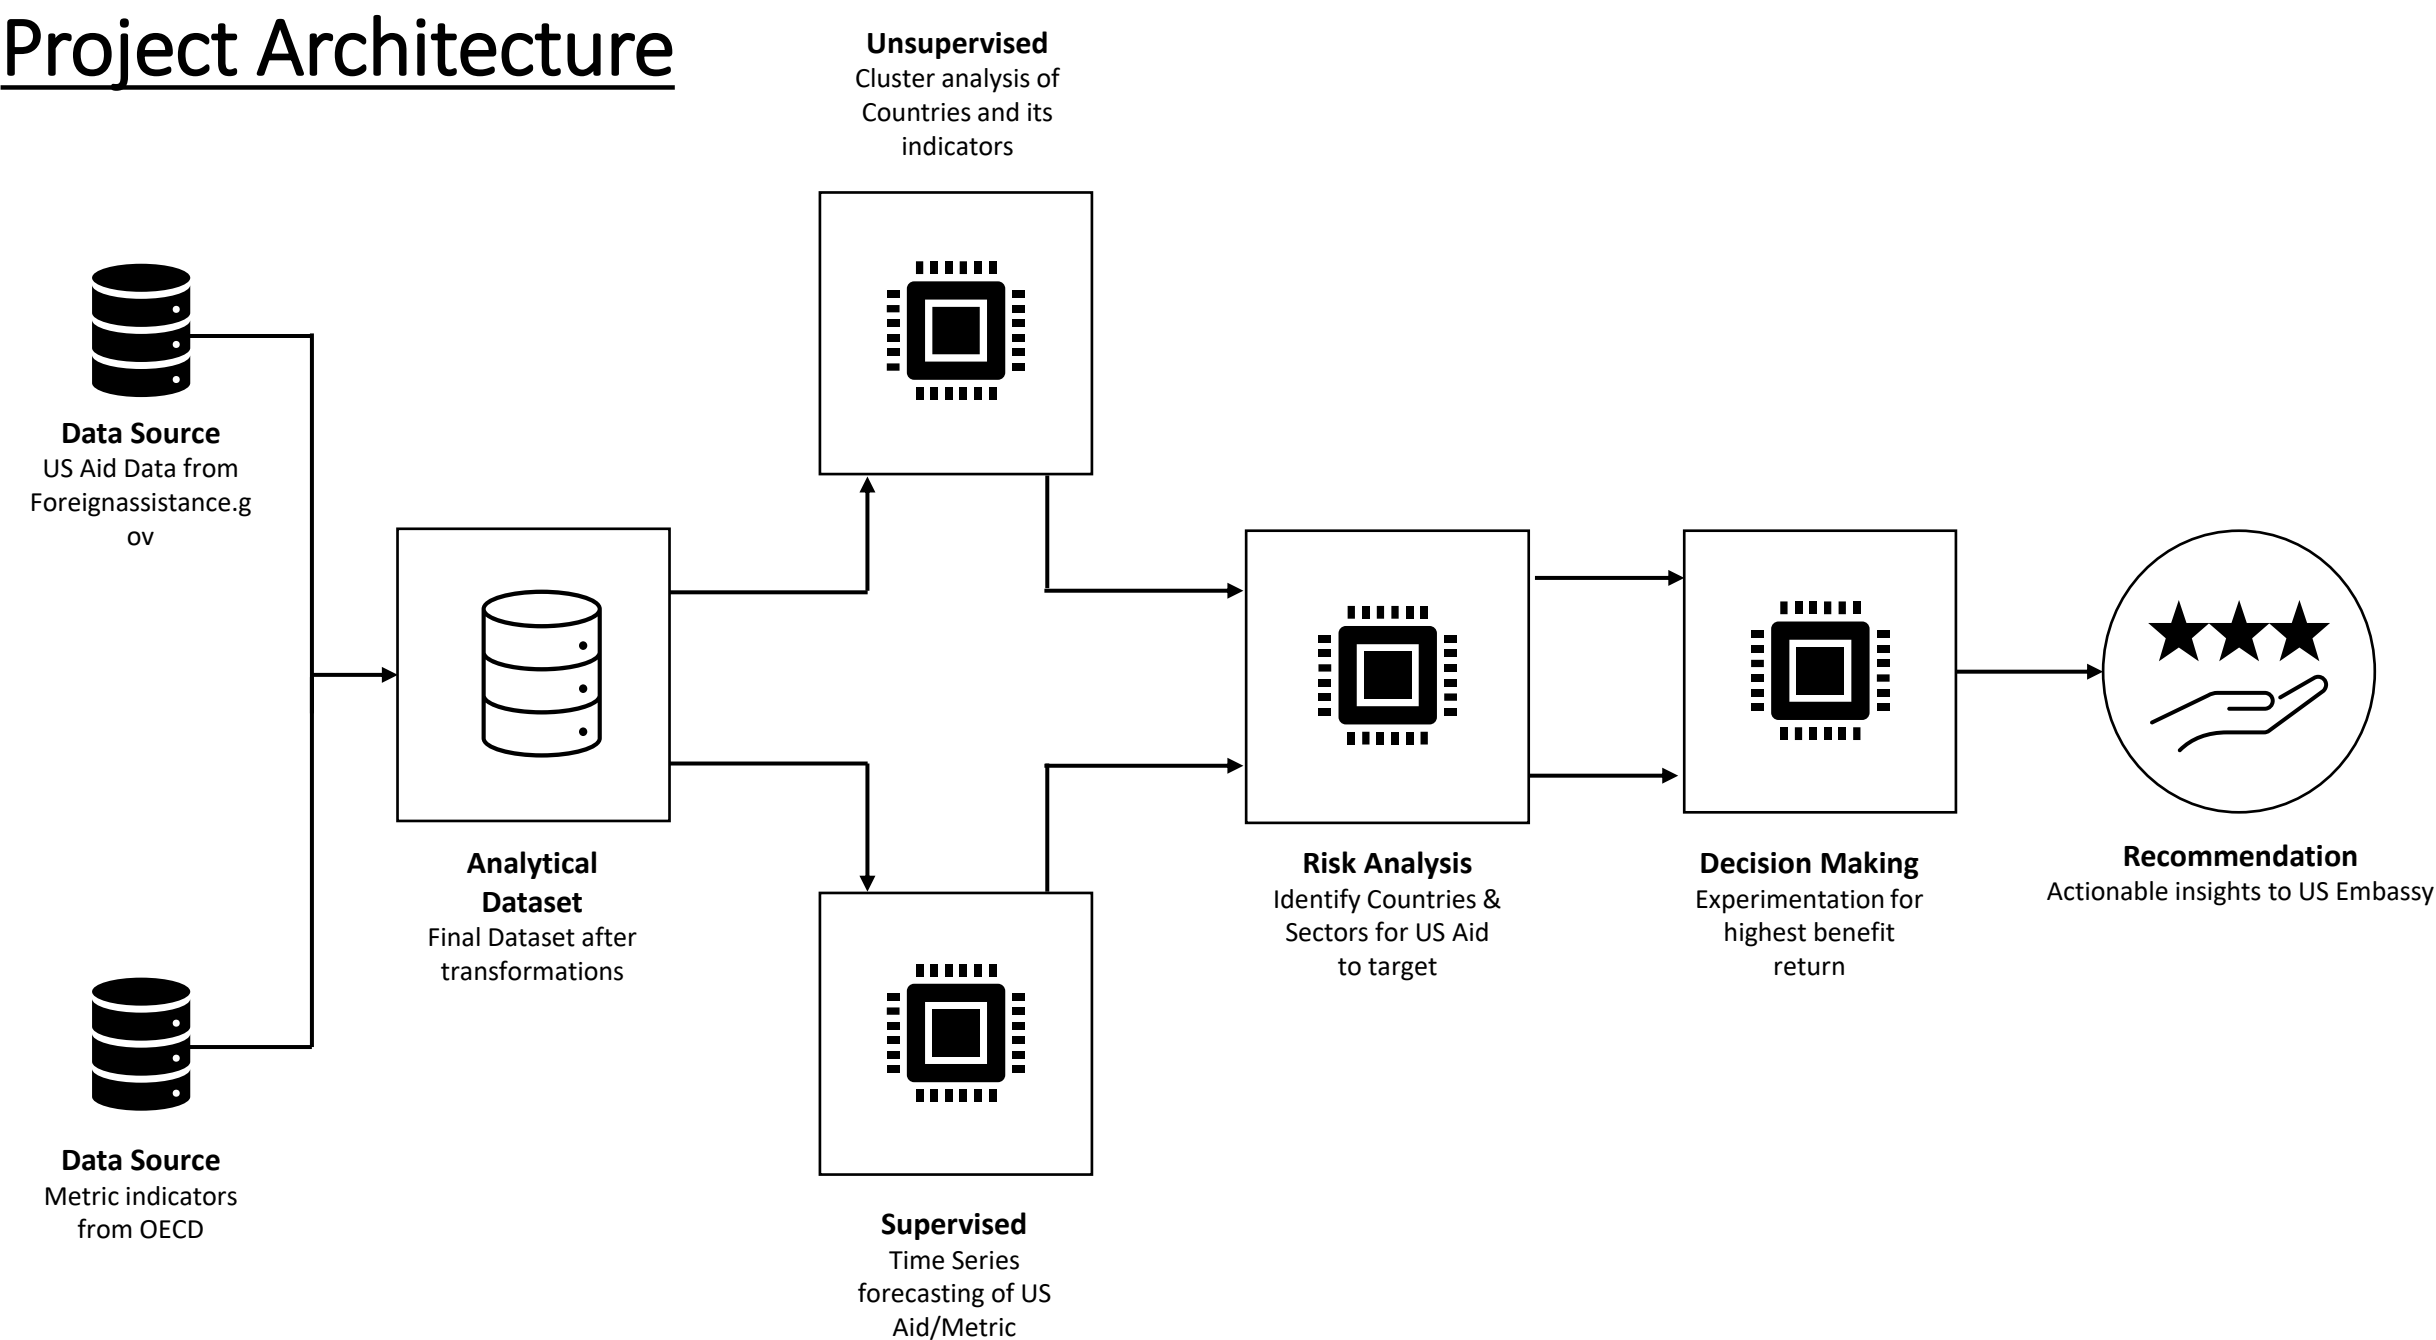 Project Architecture
Unsupervised
Cluster analysis of
Countries and its
indicators
Data Source
US Aid Data from
Foreignassistance.g
ov
Analytical
Dataset
Final Dataset after
transformations
Risk Analysis
Identify Countries &
Sectors for US Aid
to target
Decision Making
Experimentation for
highest benefit
return
Recommendation
Actionable insights to US Embassy
Data Source
Metric indicators
from OECD
Supervised
Time Series
forecasting of US
Aid/Metric